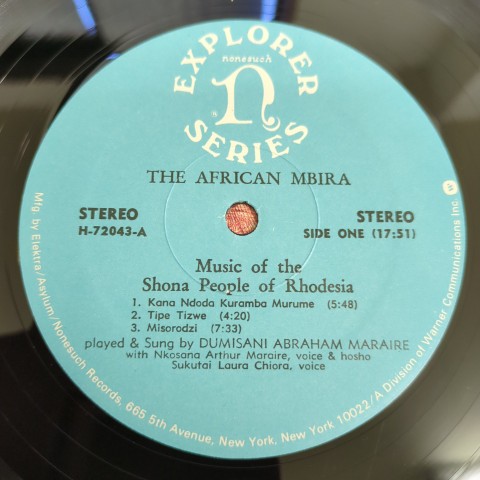 EXPLORER
nonesuch
n
®
SERIES
THE AFRICAN MBIRA
STEREO
H-72043-A
STEREO
SIDE ONE (17:51)
Music of the
Shona People of Rhodesia
1. Kana Ndoda Kuramba Murume (5:48)
2. Tipe Tizwe (4:20)
3. Misorodzi (7:33)
played & Sung by DUMISANI ABRAHAM MARAIRE
with Nkosana Arthur Maraire, voice & hosho
Sukutai Laura Chiora, voice
Mfg. by Elektra/Asylum/Nonesuch Records, 665 5th Avenue, New York, New York 10022/A Division of Warner Communications Inc.